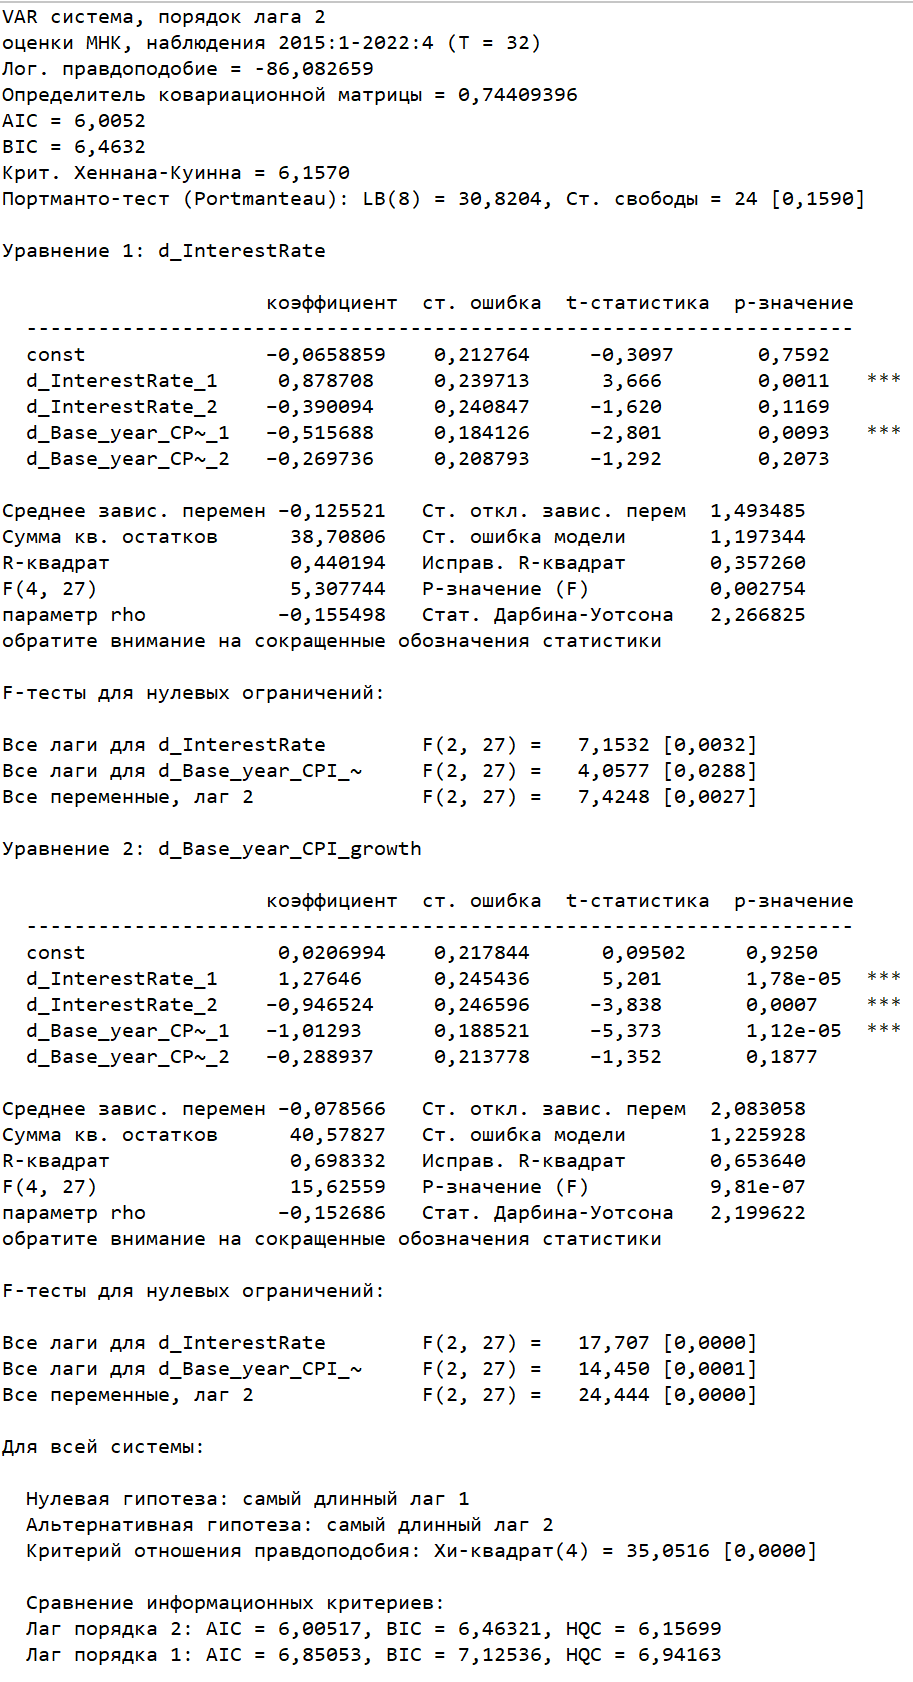 VAR система, порядок лага 2
оценки МНК, наблюдения 2015:1-2022:4 (T = 32)
Лог. правдоподобие = -86,082659
Определитель ковариационной матрицы = 0,74409396
AIC = 6,0052
BIC = 6,4632
Крит. Хеннана-Куинна = 6,1570
Портманто-тест (Portmanteau): LB(8) = 30,8204, Ст. свободы = 24 [0,1590]
Уравнение 1: d_InterestRate
коэффициент ст. ошибка t-статистика p-значение
----------------------------------------------------------------------
const −0,0658859 0,212764 −0,3097 0,7592
d_InterestRate_1 0,878708 0,239713 3,666 0,0011 ***
d_InterestRate_2 −0,390094 0,240847 −1,620 0,1169
d_Base_year_CP~_1 −0,515688 0,184126 −2,801 0,0093 ***
d_Base_year_CP~_2 −0,269736 0,208793 −1,292 0,2073
Среднее завис. перемен −0,125521 Ст. откл. завис. перем 1,493485
Сумма кв. остатков 38,70806 Ст. ошибка модели 1,197344
R-квадрат 0,440194 Исправ. R-квадрат 0,357260
F(4, 27) 5,307744 Р-значение (F) 0,002754
параметр rho −0,155498 Стат. Дарбина-Уотсона 2,266825
обратите внимание на сокращенные обозначения статистики
F-тесты для нулевых ограничений:
Все лаги для d_InterestRate F(2, 27) = 7,1532 [0,0032]
Все лаги для d_Base_year_CPI_~ F(2, 27) = 4,0577 [0,0288]
Все переменные, лаг 2 F(2, 27) = 7,4248 [0,0027]
Уравнение 2: d_Base_year_CPI_growth
коэффициент ст. ошибка t-статистика p-значение
----------------------------------------------------------------------
const 0,0206994 0,217844 0,09502 0,9250
d_InterestRate_1 1,27646 0,245436 5,201 1,78e-05 ***
d_InterestRate_2 −0,946524 0,246596 −3,838 0,0007 ***
d_Base_year_CP~_1 −1,01293 0,188521 −5,373 1,12e-05 ***
d_Base_year_CP~_2 −0,288937 0,213778 −1,352 0,1877
Среднее завис. перемен −0,078566 Ст. откл. завис. перем 2,083058
Сумма кв. остатков 40,57827 Ст. ошибка модели 1,225928
R-квадрат 0,698332 Исправ. R-квадрат 0,653640
F(4, 27) 15,62559 Р-значение (F) 9,81e-07
параметр rho −0,152686 Стат. Дарбина-Уотсона 2,199622
обратите внимание на сокращенные обозначения статистики
F-тесты для нулевых ограничений:
Все лаги для d_InterestRate F(2, 27) = 17,707 [0,0000]
Все лаги для d_Base_year_CPI_~ F(2, 27) = 14,450 [0,0001]
Все переменные, лаг 2 F(2, 27) = 24,444 [0,0000]
Для всей системы:
Нулевая гипотеза: самый длинный лаг 1
Альтернативная гипотеза: самый длинный лаг 2
Критерий отношения правдоподобия: Хи-квадрат(4) = 35,0516 [0,0000]
Сравнение информационных критериев:
Лаг порядка 2: AIC = 6,00517, BIC = 6,46321, HQC = 6,15699
Лаг порядка 1: AIC = 6,85053, BIC = 7,12536, HQC = 6,94163